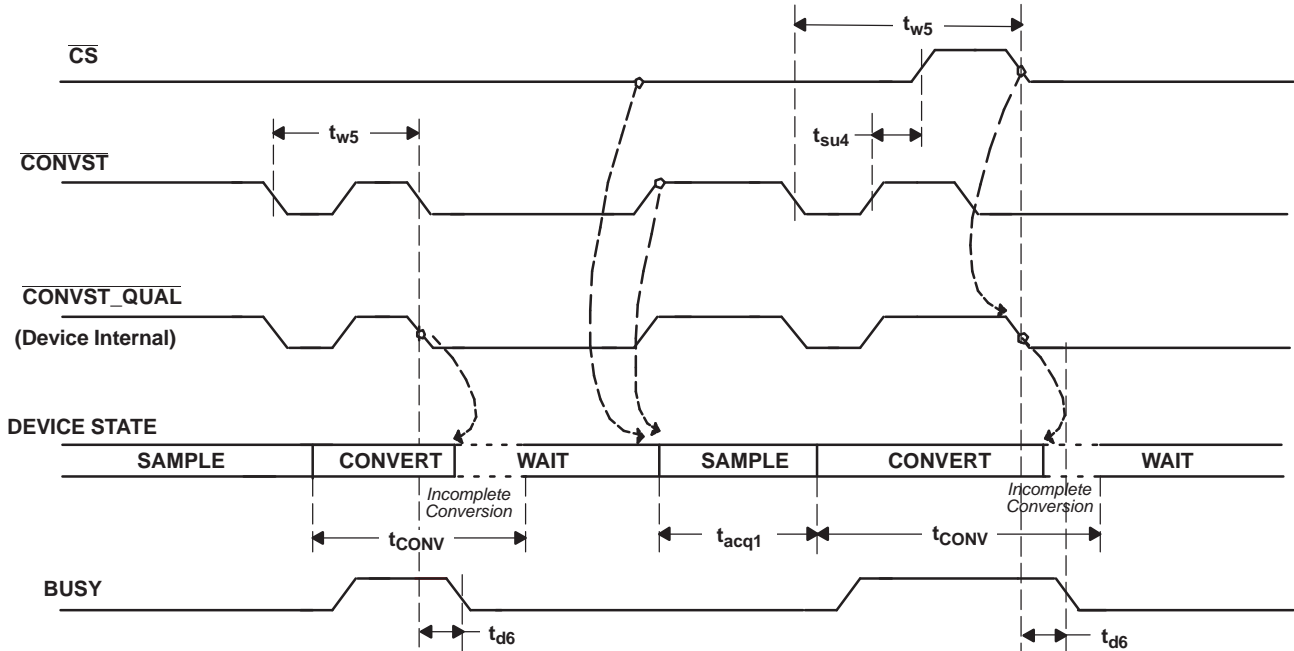 tw5
CS
tw5
tsu4
CONVST
CONVST_QUAL
(Device Internal)
DEVICE STATE
SAMPLE CONVERT WAIT SAMPLE CONVERT WAIT
Incomplete
Conversion
Incomplete
Conversion
tCONV tacq1 tCONV
BUSY
td6 td6